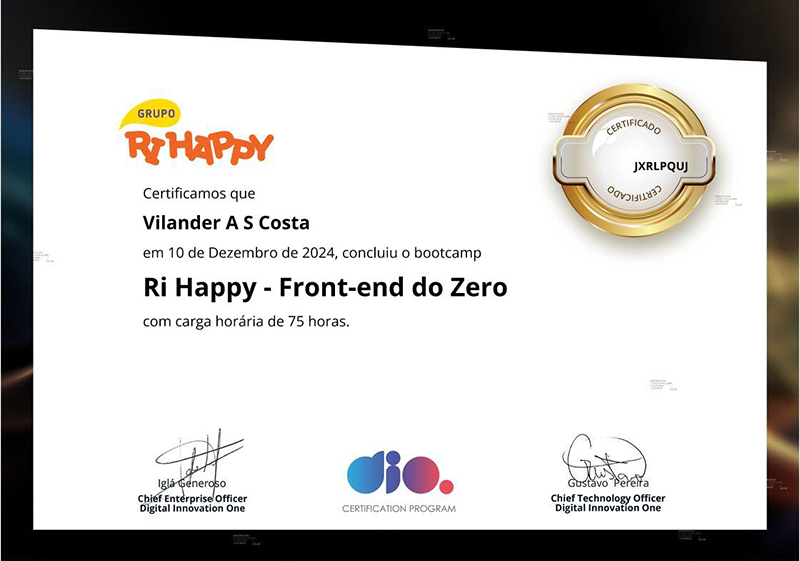 GRUPO
Ri HAPPY
CERTIFICADO
JXRLPQUJ
CERTIFICADO
Certificamos que
Vilander A S Costa
em 10 de Dezembro de 2024, concluiu o bootcamp
Ri Happy - Front-end do Zero
com carga horária de 75 horas.
Iglá Generoso
Chief Enterprise Officer
Digital Innovation One
dio.
CERTIFICATION PROGRAM
Gustavo Pereira
Chief Technology Officer
Digital Innovation One